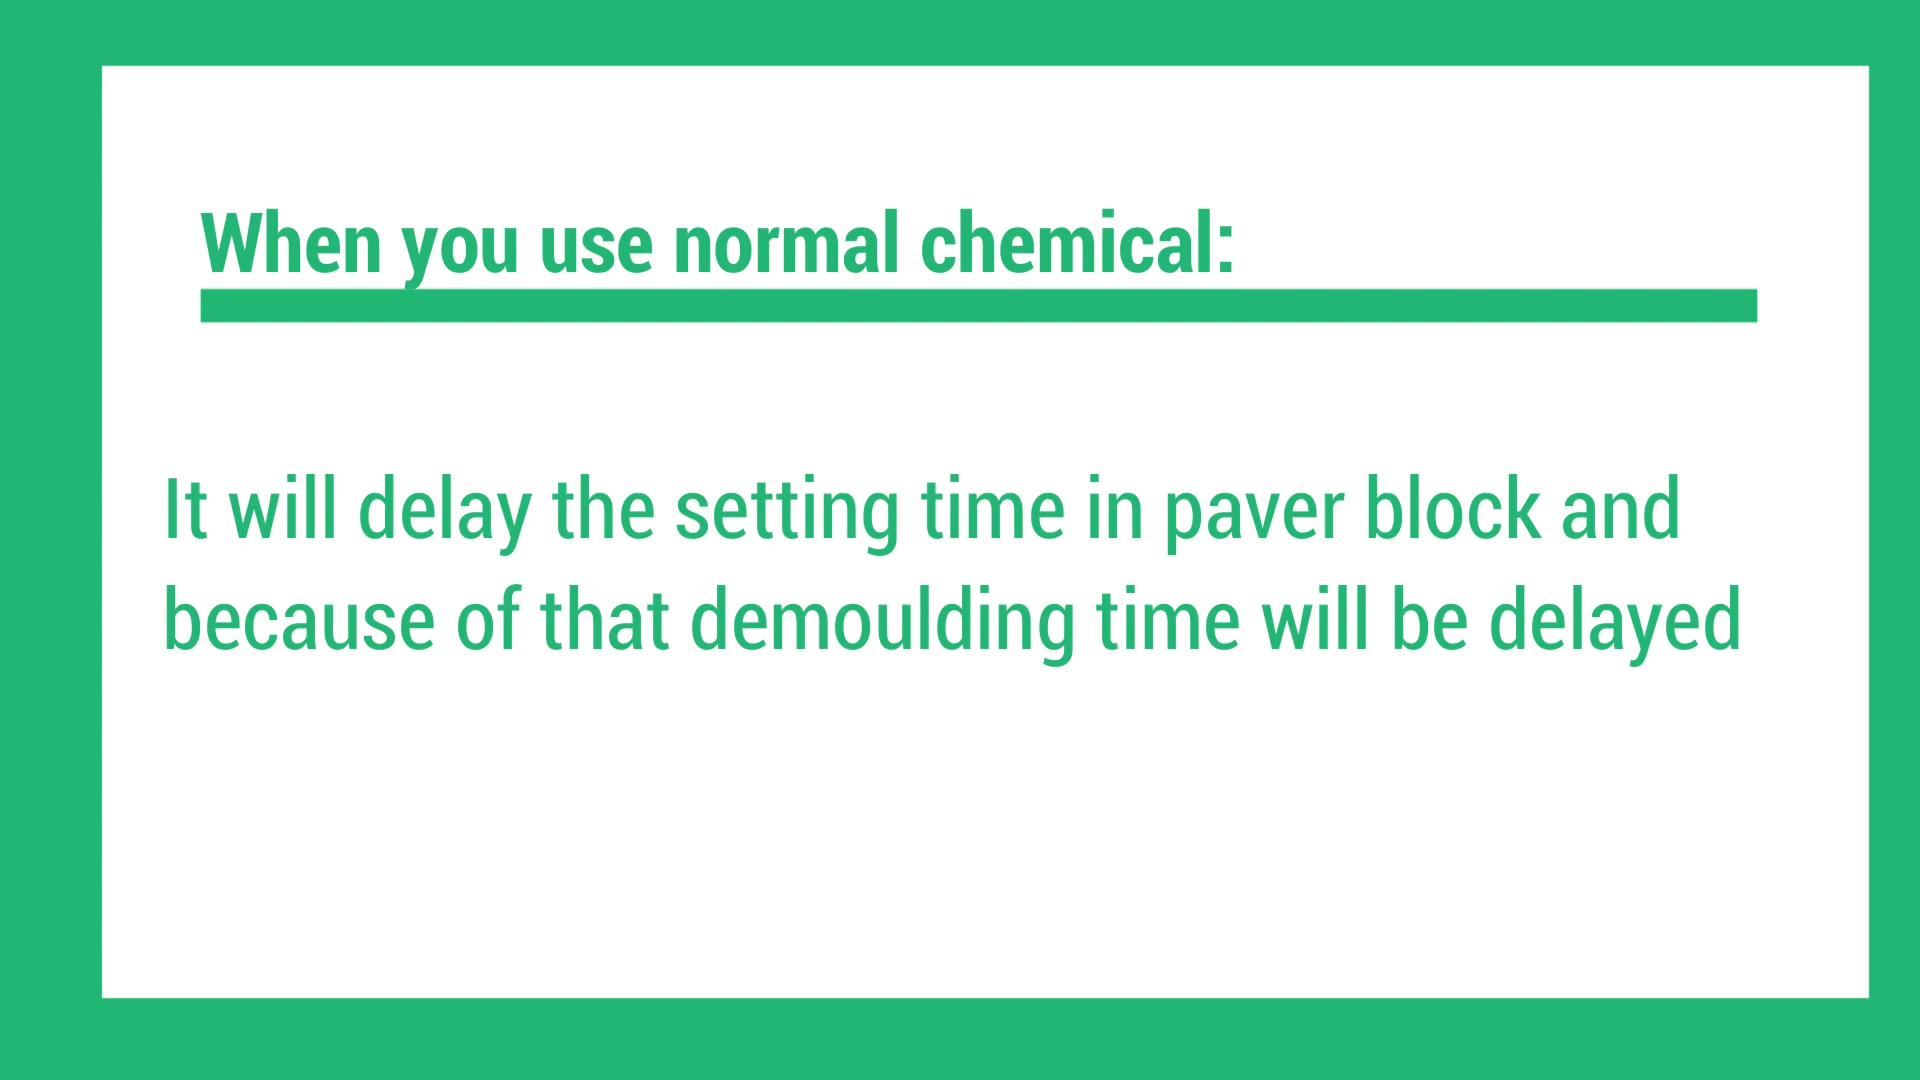 When you use normal chemical:
It will delay the setting time in paver block and
because of that demoulding time will be delayed